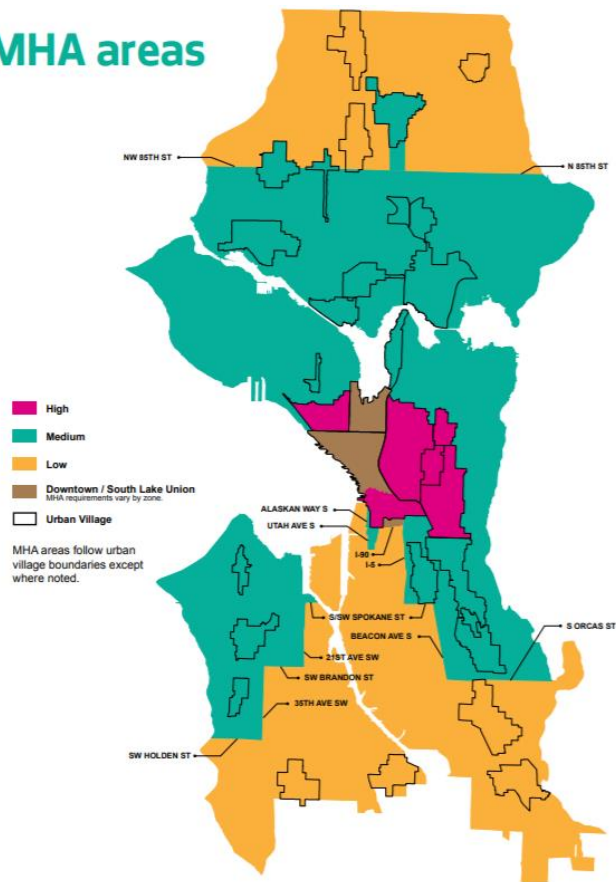 MHA areas
NW 85TH ST
N 85TH ST
High
Medium
Low
Downtown / South Lake Union
MHA requirements vary by zone.
Urban Village
MHA areas follow urban
village boundaries except
where noted.
ALASKAN WAY S
UTAH AVE S
I-90
I-5
S/SW SPOKANE ST
BEACON AVE S
S ORCAS ST
21ST AVE SW
SW BRANDON ST
35TH AVE SW
SW HOLDEN ST